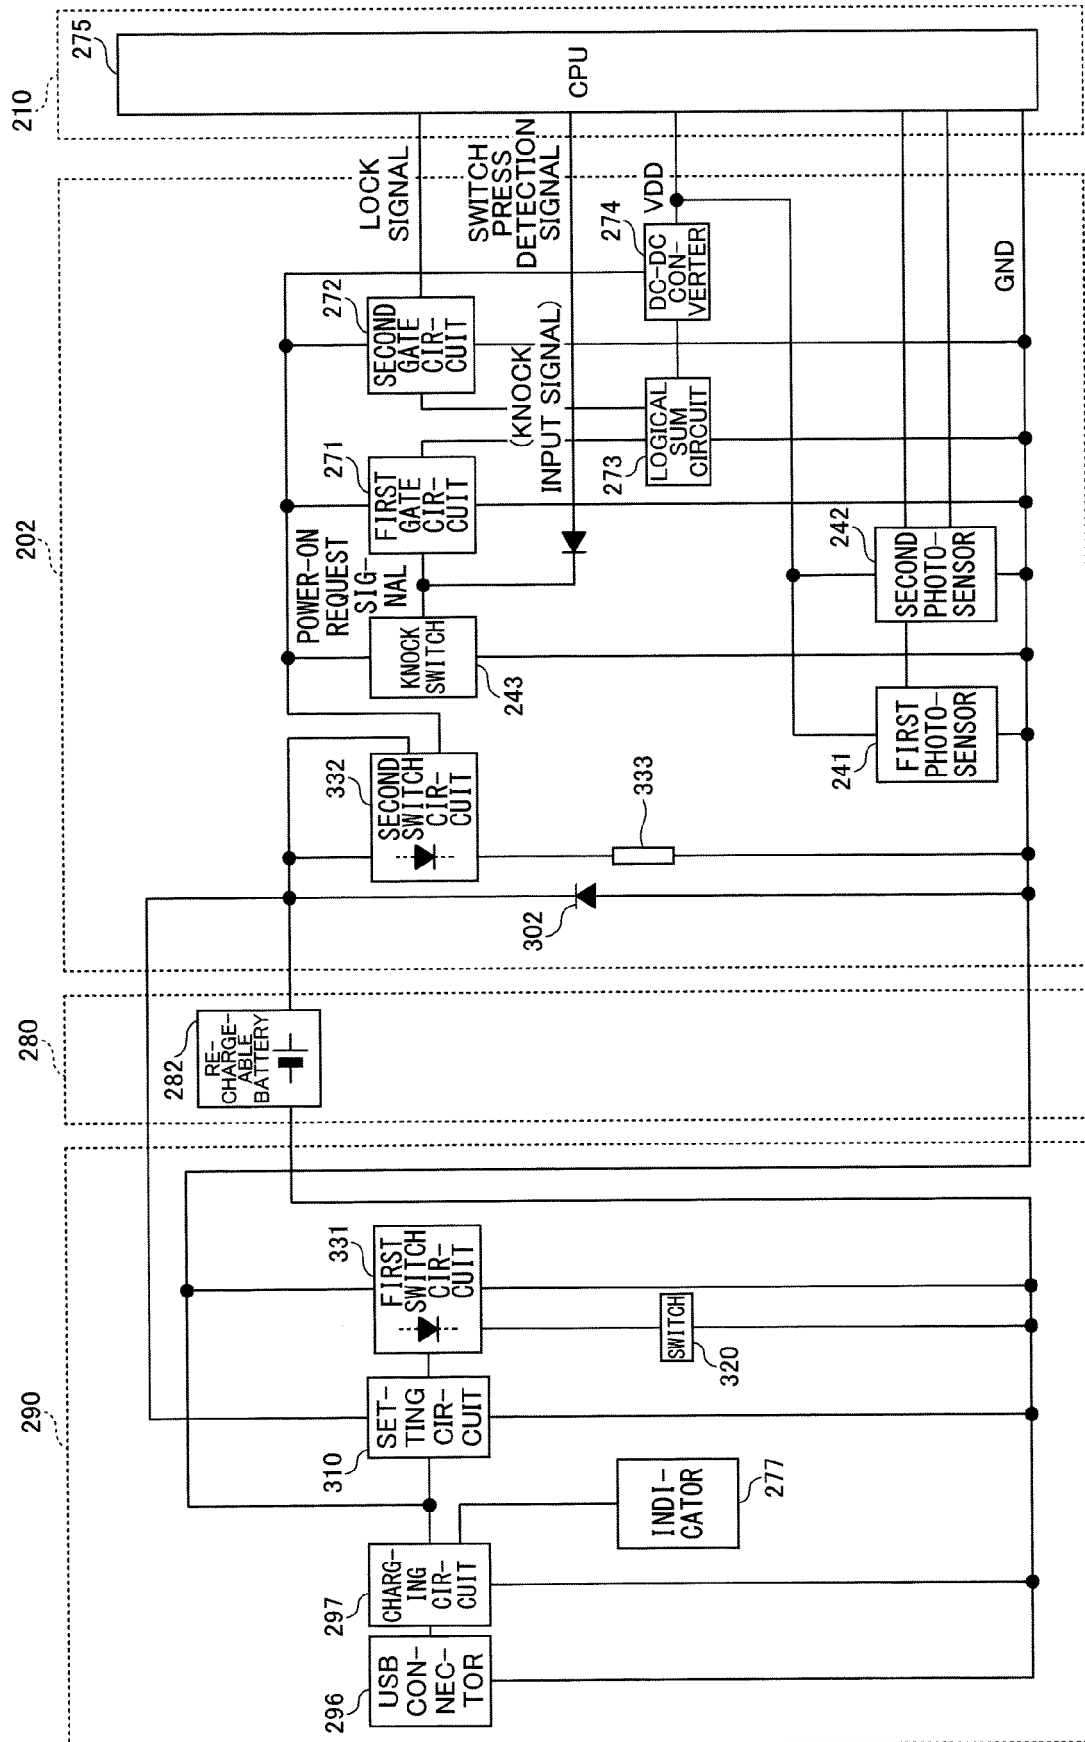 210
275
CPU
LOCK
SIGNAL
SWITCH
PRESS
DETECTION
SIGNAL
VDD
GND
202
272
SECOND
GATE
CIR-
CUIT
274
DC-DC
CON-
VERTER
(KNOCK
INPUT SIGNAL)
271
FIRST
GATE
CIR-
CUIT
273
LOGICAL
SUM
CIRCUIT
POWER-ON
REQUEST
SIG-
NAL
242
SECOND
PHOTO-
SENSOR
KNOCK
SWITCH
243
241
FIRST
PHOTO-
SENSOR
332
SECOND
SWITCH
CIR-
CUIT
333
302
280
282
RE-
CHARGE-
ABLE
BATTERY
290
331
FIRST
SWITCH
CIR-
CUIT
SWITCH
320
310
SET-
TING
CIR-
CUIT
INDI-
CATOR
277
297
CHARG-
ING
CIR-
CUIT
296
USB
CON-
NEC-
TOR